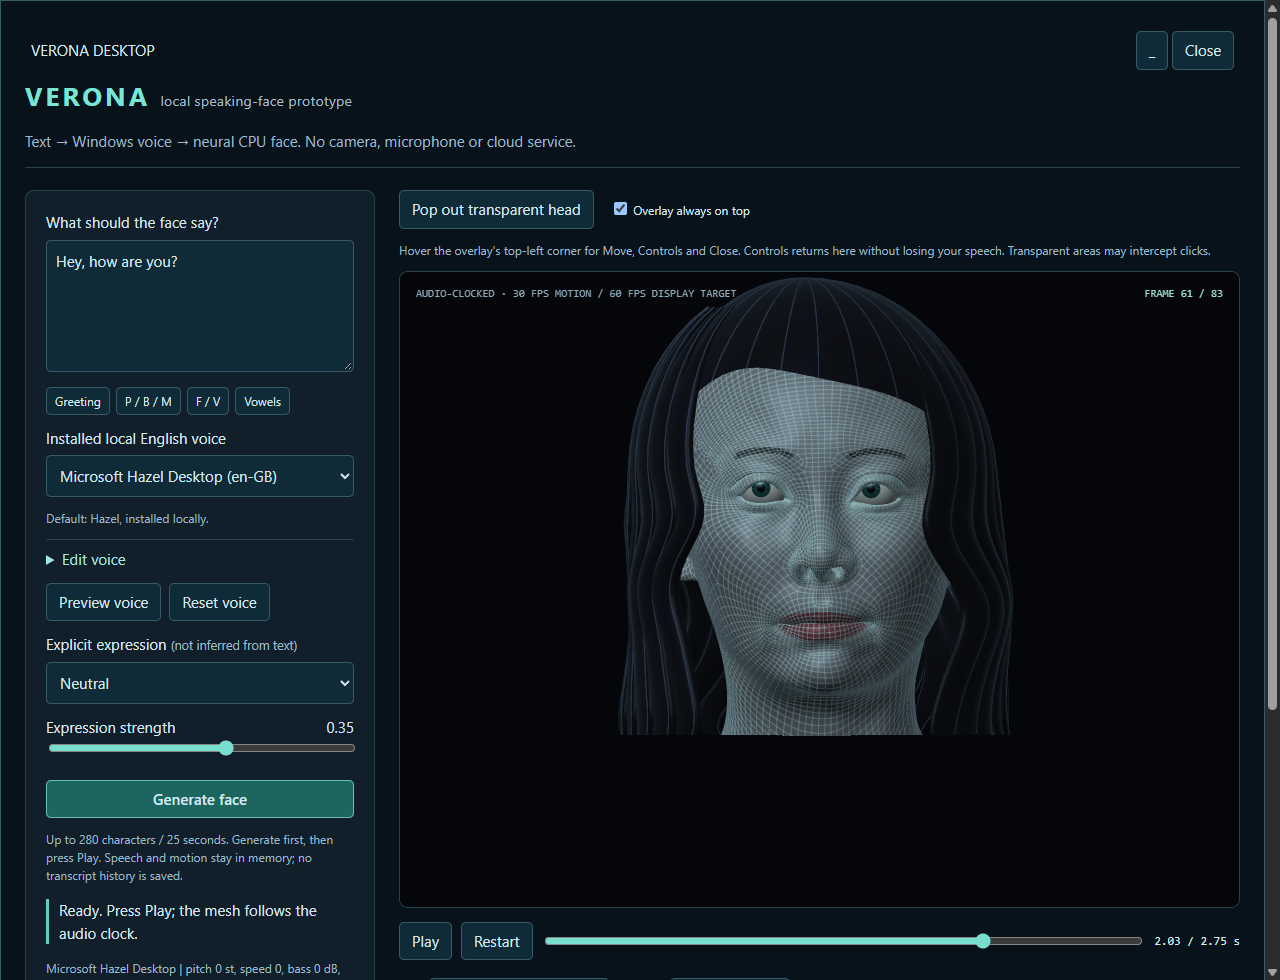 VERONA DESKTOP
_
Close
VERONA local speaking-face prototype
Text → Windows voice → neural CPU face. No camera, microphone or cloud service.
What should the face say?
Hey, how are you?
Greeting
P / B / M
F / V
Vowels
Installed local English voice
Microsoft Hazel Desktop (en-GB)
Default: Hazel, installed locally.
Edit voice
Preview voice
Reset voice
Explicit expression (not inferred from text)
Neutral
Expression strength 0.35
Generate face
Up to 280 characters / 25 seconds. Generate first, then
press Play. Speech and motion stay in memory; no
transcript history is saved.
Ready. Press Play; the mesh follows the
audio clock.
Microsoft Hazel Desktop | pitch 0 st, speed 0, bass 0 dB,
Pop out transparent head
Overlay always on top
Hover the overlay's top-left corner for Move, Controls and Close. Controls returns here without losing your speech. Transparent areas may intercept clicks.
AUDIO-CLOCKED · 30 FPS MOTION / 60 FPS DISPLAY TARGET
FRAME 61 / 83
Play
Restart
2.03 / 2.75 s